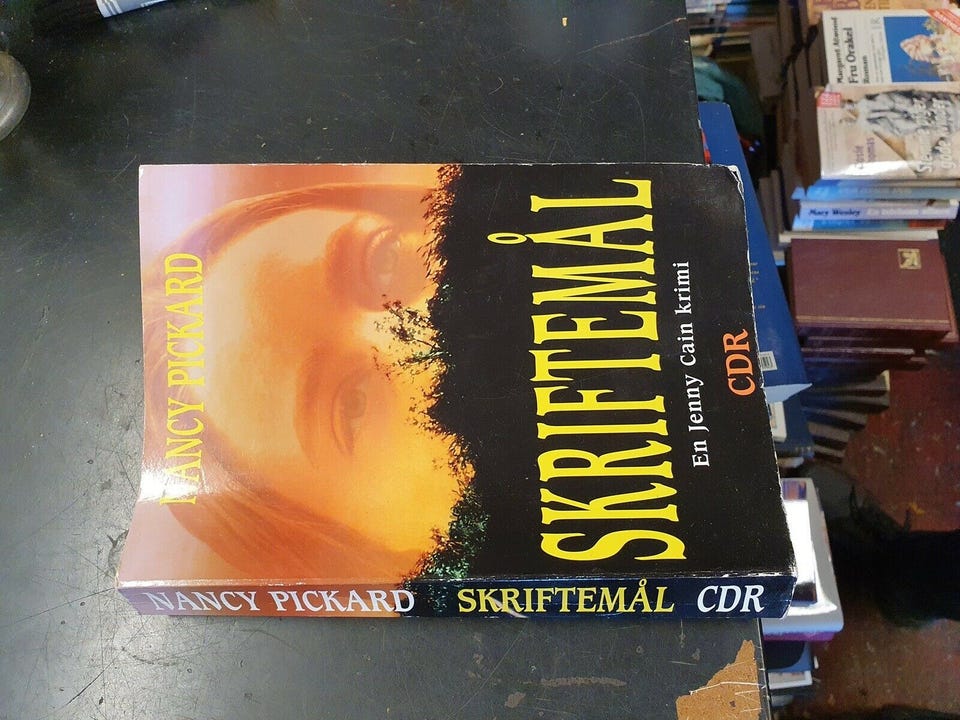 NANCY PICKARD
SKRIFTEMÅL
En Jenny Cain krimi
CDR
NANCY PICKARD SKRIFTEMÅL CDR
Margaret Atwood
Fru Orakel
Roman
Mary Wesley